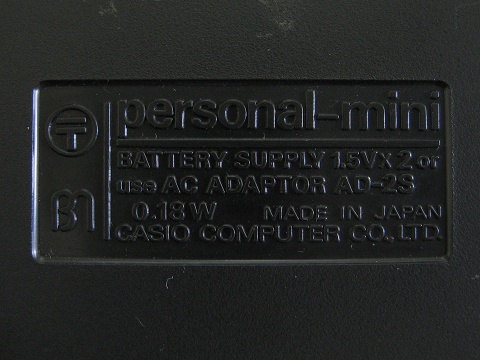 personal-mini
BATTERY SUPPLY 1.5V X 2 or
use AC ADAPTOR AD-2S
0.18W MADE IN JAPAN
CASIO COMPUTER CO., LTD.